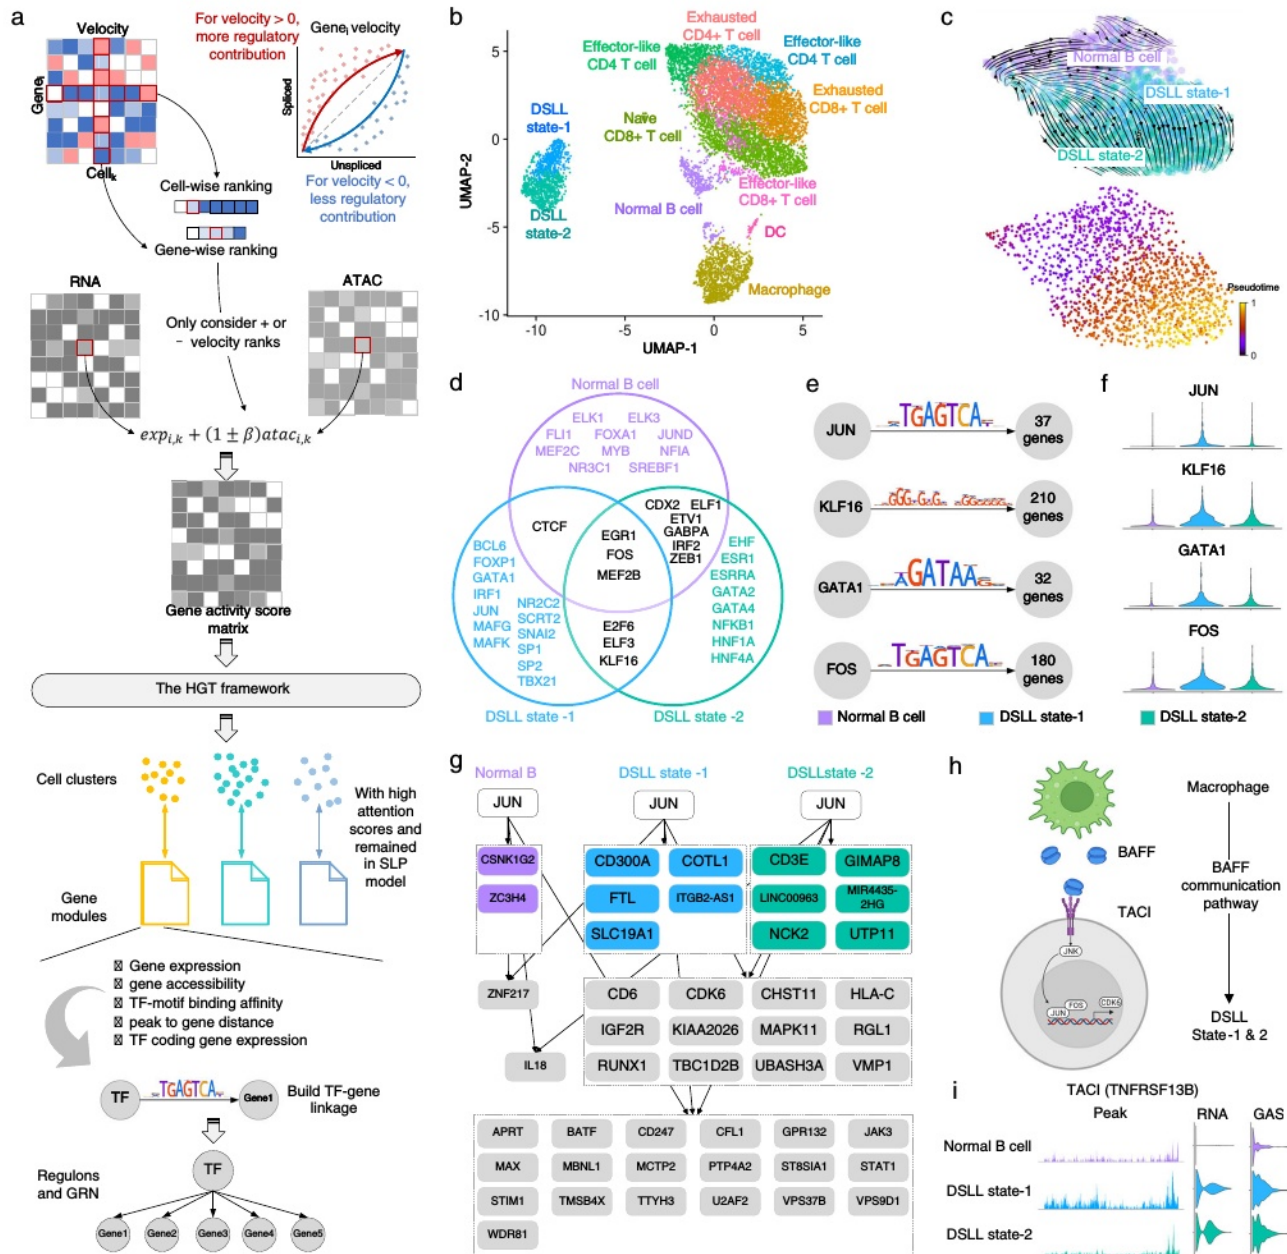 a
Velocity
For velocity > 0,
more regulatory
contribution
Gene_i velocity
Gene_i
Spliced
Unspliced
Cell_k
Cell-wise ranking
For velocity < 0,
less regulatory
contribution
Gene-wise ranking
RNA
ATAC
Only consider + or
− velocity ranks
exp_{i,k} + (1 ± β)atac_{i,k}
Gene activity score
matrix
The HGT framework
Cell clusters
With high
attention
scores and
remained
in SLP
model
Gene
modules
Gene expression
gene accessibility
TF-motif binding affinity
peak to gene distance
TF coding gene expression
TF
TGAGTCA
Gene1
Build TF-gene
linkage
Regulons
and GRN
TF
Gene1
Gene2
Gene3
Gene4
Gene5
b
Exhausted
CD4+ T cell
Effector-like
CD4 T cell
Effector-like
CD4 T cell
Exhausted
CD8+ T cell
DSLL
state-1
Naïve
CD8+ T cell
Effector-like
CD8+ T cell
Normal B cell
DSLL
state-2
DC
Macrophage
UMAP-2
5
0
-5
-10
-10
-5
0
5
UMAP-1
c
Normal B cell
DSLL state-1
DSLL state-2
Pseudotime
1
0
d
Normal B cell
ELK1 ELK3
FLI1 FOXA1 JUND
MEF2C MYB NFIA
NR3C1 SREBF1
CTCF
CDX2 ELF1
ETV1
GABPA
IRF2
ZEB1
EGR1
FOS
MEF2B
BCL6
FOXP1
GATA1
IRF1
JUN
MAFG
MAFK
NR2C2
SCRT2
SNAI2
SP1
SP2
TBX21
E2F6
ELF3
KLF16
EHF
ESR1
ESRRA
GATA2
GATA4
NFKB1
HNF1A
HNF4A
DSLL state -1
DSLL state -2
e
JUN
TGAGTCA
37
genes
KLF16
210
genes
GATA1
AGATAA
32
genes
FOS
TGAGTCA
180
genes
f
JUN
KLF16
GATA1
FOS
Normal B cell
DSLL state-1
DSLL state-2
g
Normal B
DSLL state -1
DSLLstate -2
JUN
JUN
JUN
CSNK1G2
ZC3H4
CD300A
COTL1
FTL
ITGB2-AS1
SLC19A1
CD3E
GIMAP8
LINC00963
MIR4435-
2HG
NCK2
UTP11
ZNF217
IL18
CD6
CDK6
CHST11
HLA-C
IGF2R
KIAA2026
MAPK11
RGL1
RUNX1
TBC1D2B
UBASH3A
VMP1
APRT
BATF
CD247
CFL1
GPR132
JAK3
MAX
MBNL1
MCTP2
PTP4A2
ST8SIA1
STAT1
STIM1
TMSB4X
TTYH3
U2AF2
VPS37B
VPS9D1
WDR81
h
Macrophage
BAFF
BAFF
communication
pathway
TACI
JNK
JUN
FOS
CDK6
DSLL
State-1 & 2
i
TACI (TNFRSF13B)
Peak
RNA
GAS
Normal B cell
DSLL state-1
DSLL state-2